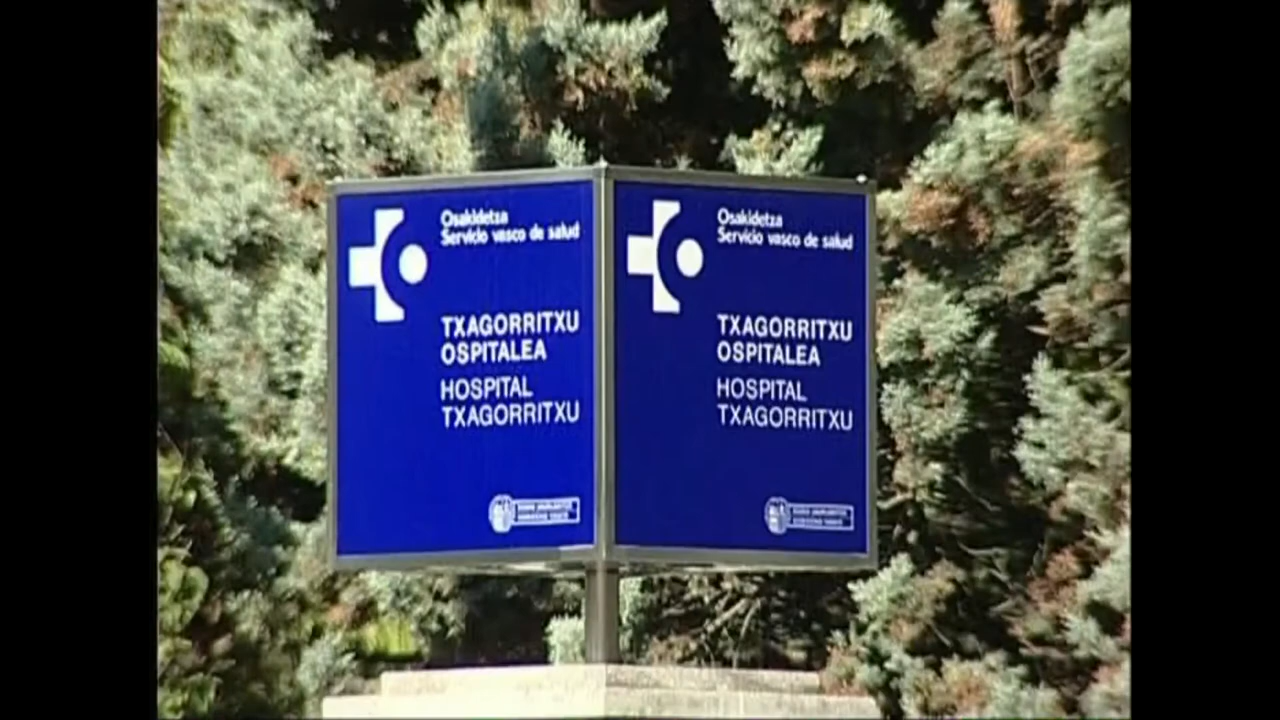 Osakidetza
Servicio vasco de salud
TXAGORRITXU
OSPITALEA
HOSPITAL
TXAGORRITXU
Osakidetza
Servicio vasco de salud
TXAGORRITXU
OSPITALEA
HOSPITAL
TXAGORRITXU